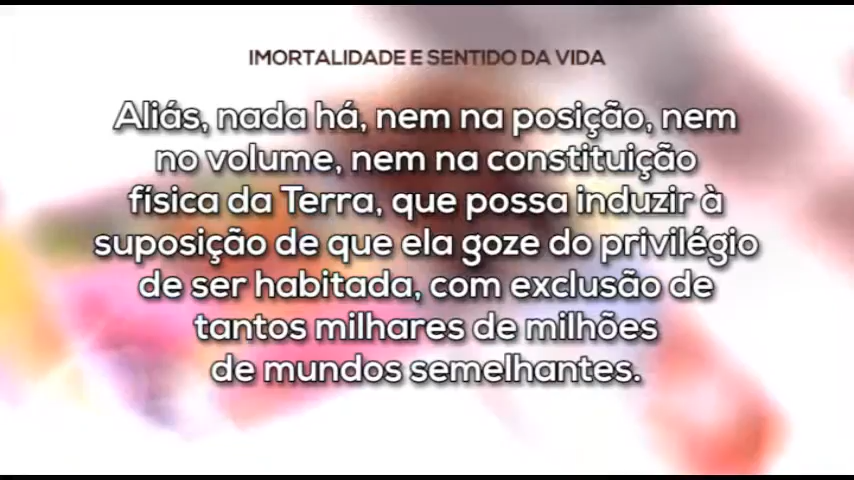 IMORTALIDADE E SENTIDO DA VIDA
Aliás, nada há, nem na posição, nem
no volume, nem na constituição
física da Terra, que possa induzir à
suposição de que ela goze do privilégio
de ser habitada, com exclusão de
tantos milhares de milhões
de mundos semelhantes.